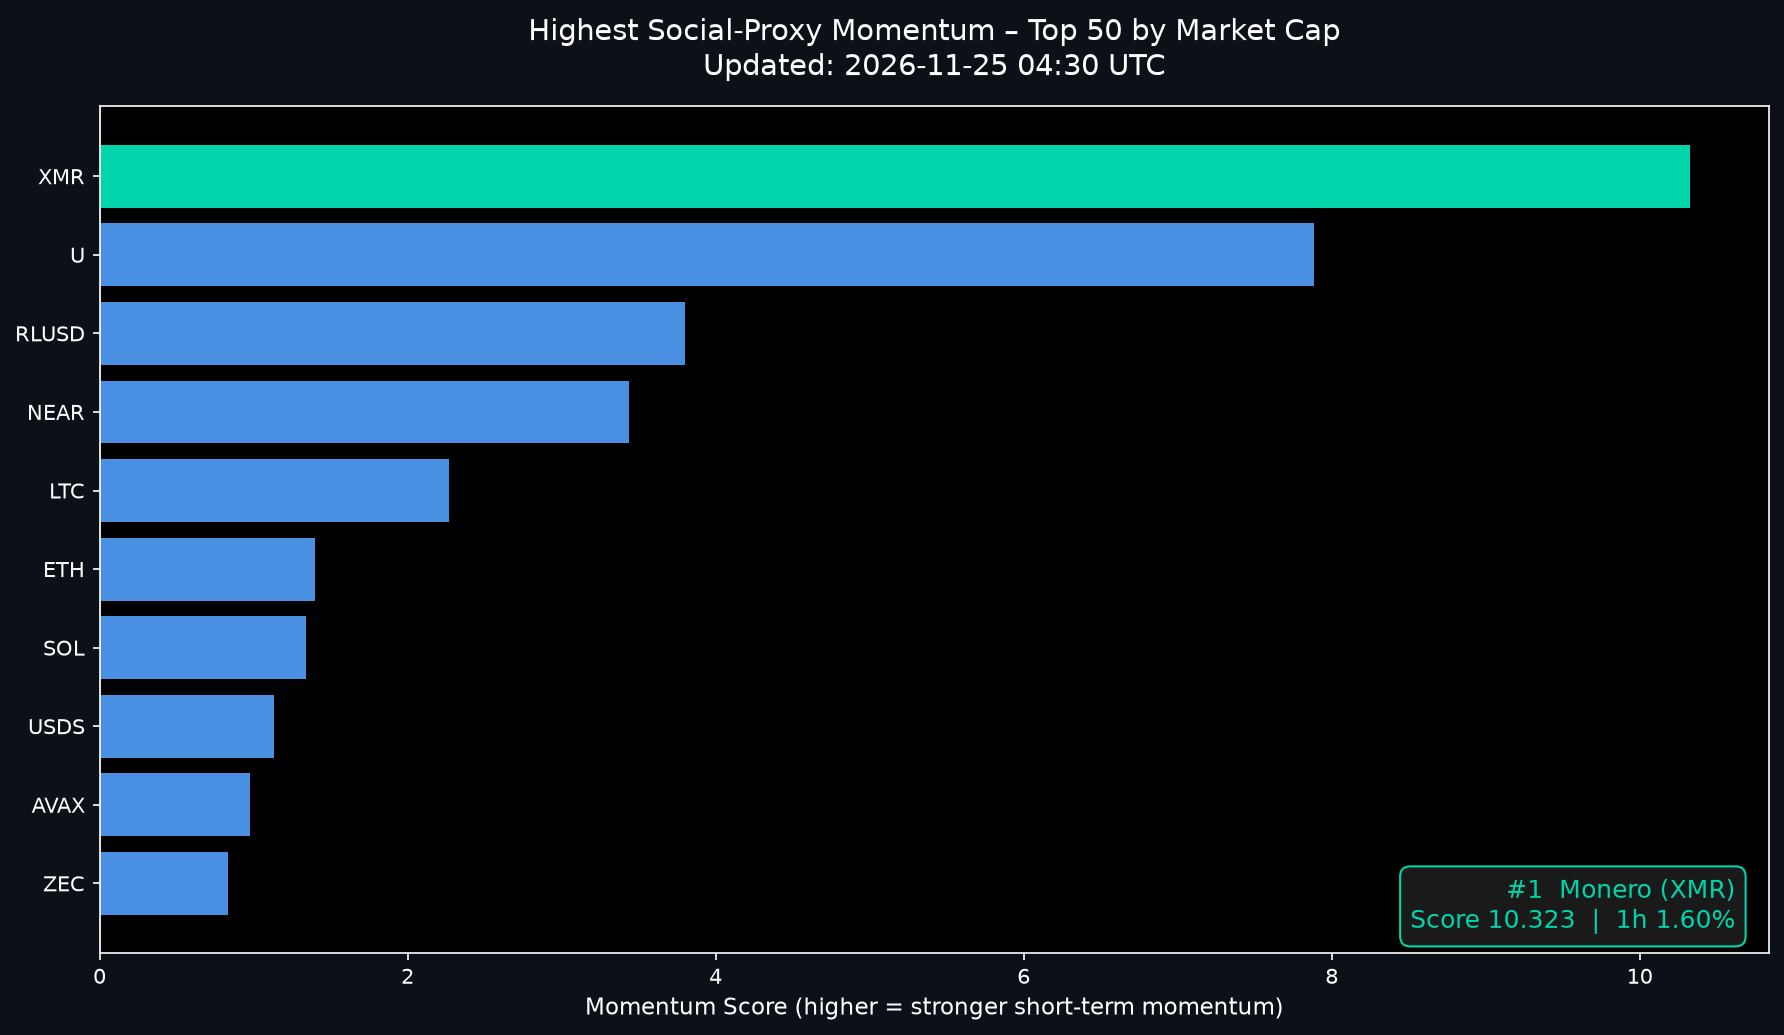 Highest Social-Proxy Momentum – Top 50 by Market Cap
Updated: 2026-11-25 04:30 UTC
XMR
U
RLUSD
NEAR
LTC
ETH
SOL
USDS
AVAX
ZEC
#1  Monero (XMR)
Score 10.323  |  1h 1.60%
0 2 4 6 8 10
Momentum Score (higher = stronger short-term momentum)